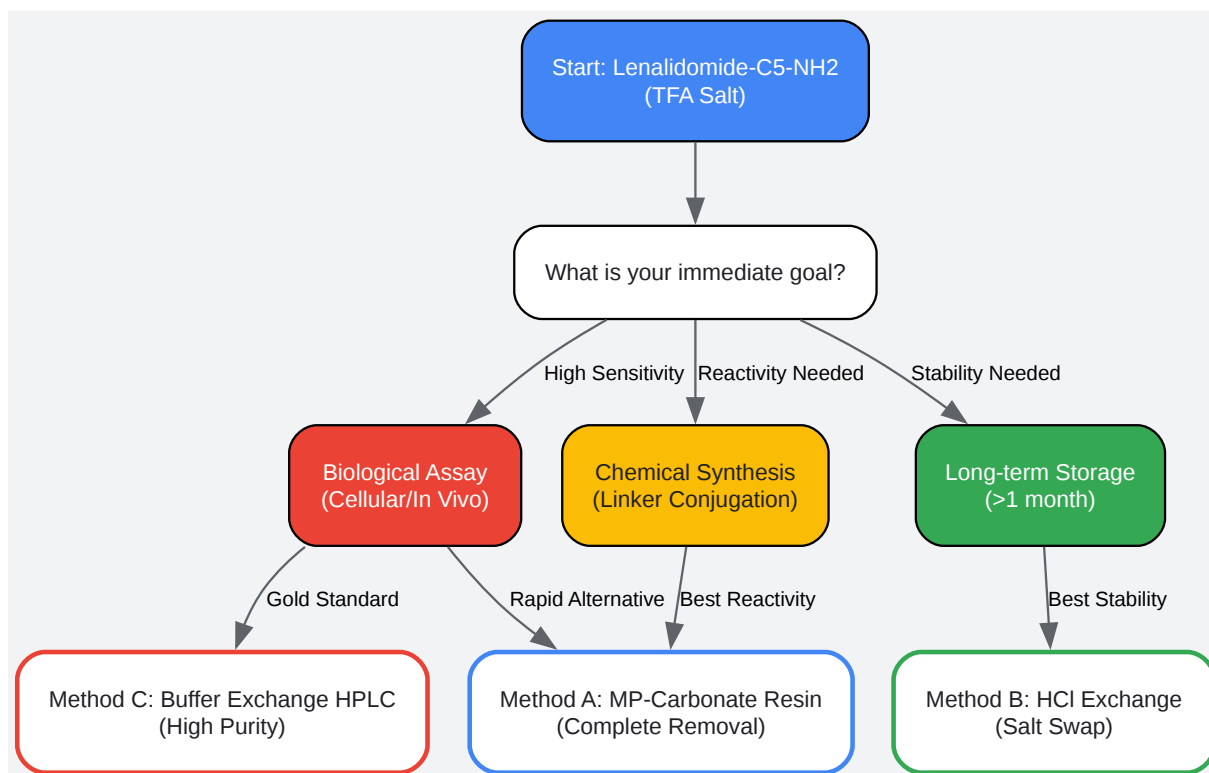 Start: Lenalidomide-C5-NH2
(TFA Salt)
What is your immediate goal?
High Sensitivity
Reactivity Needed
Stability Needed
Biological Assay
(Cellular/In Vivo)
Chemical Synthesis
(Linker Conjugation)
Long-term Storage
(>1 month)
Gold Standard
Rapid Alternative
Best Reactivity
Best Stability
Method C: Buffer Exchange HPLC
(High Purity)
Method A: MP-Carbonate Resin
(Complete Removal)
Method B: HCl Exchange
(Salt Swap)